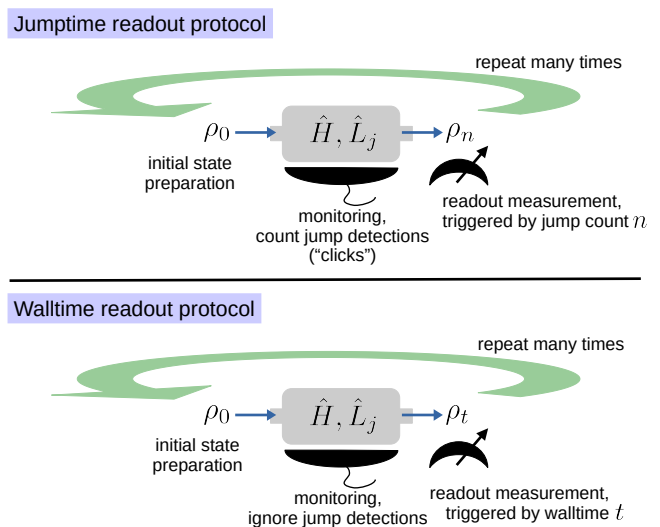 Jumptime readout protocol
repeat many times
ρ₀ Ĥ, L̂ⱼ ρₙ
initial state
preparation
monitoring,
count jump detections
(“clicks”)
readout measurement,
triggered by jump count n
Walltime readout protocol
repeat many times
ρ₀ Ĥ, L̂ⱼ ρₜ
initial state
preparation
monitoring,
ignore jump detections
readout measurement,
triggered by walltime t